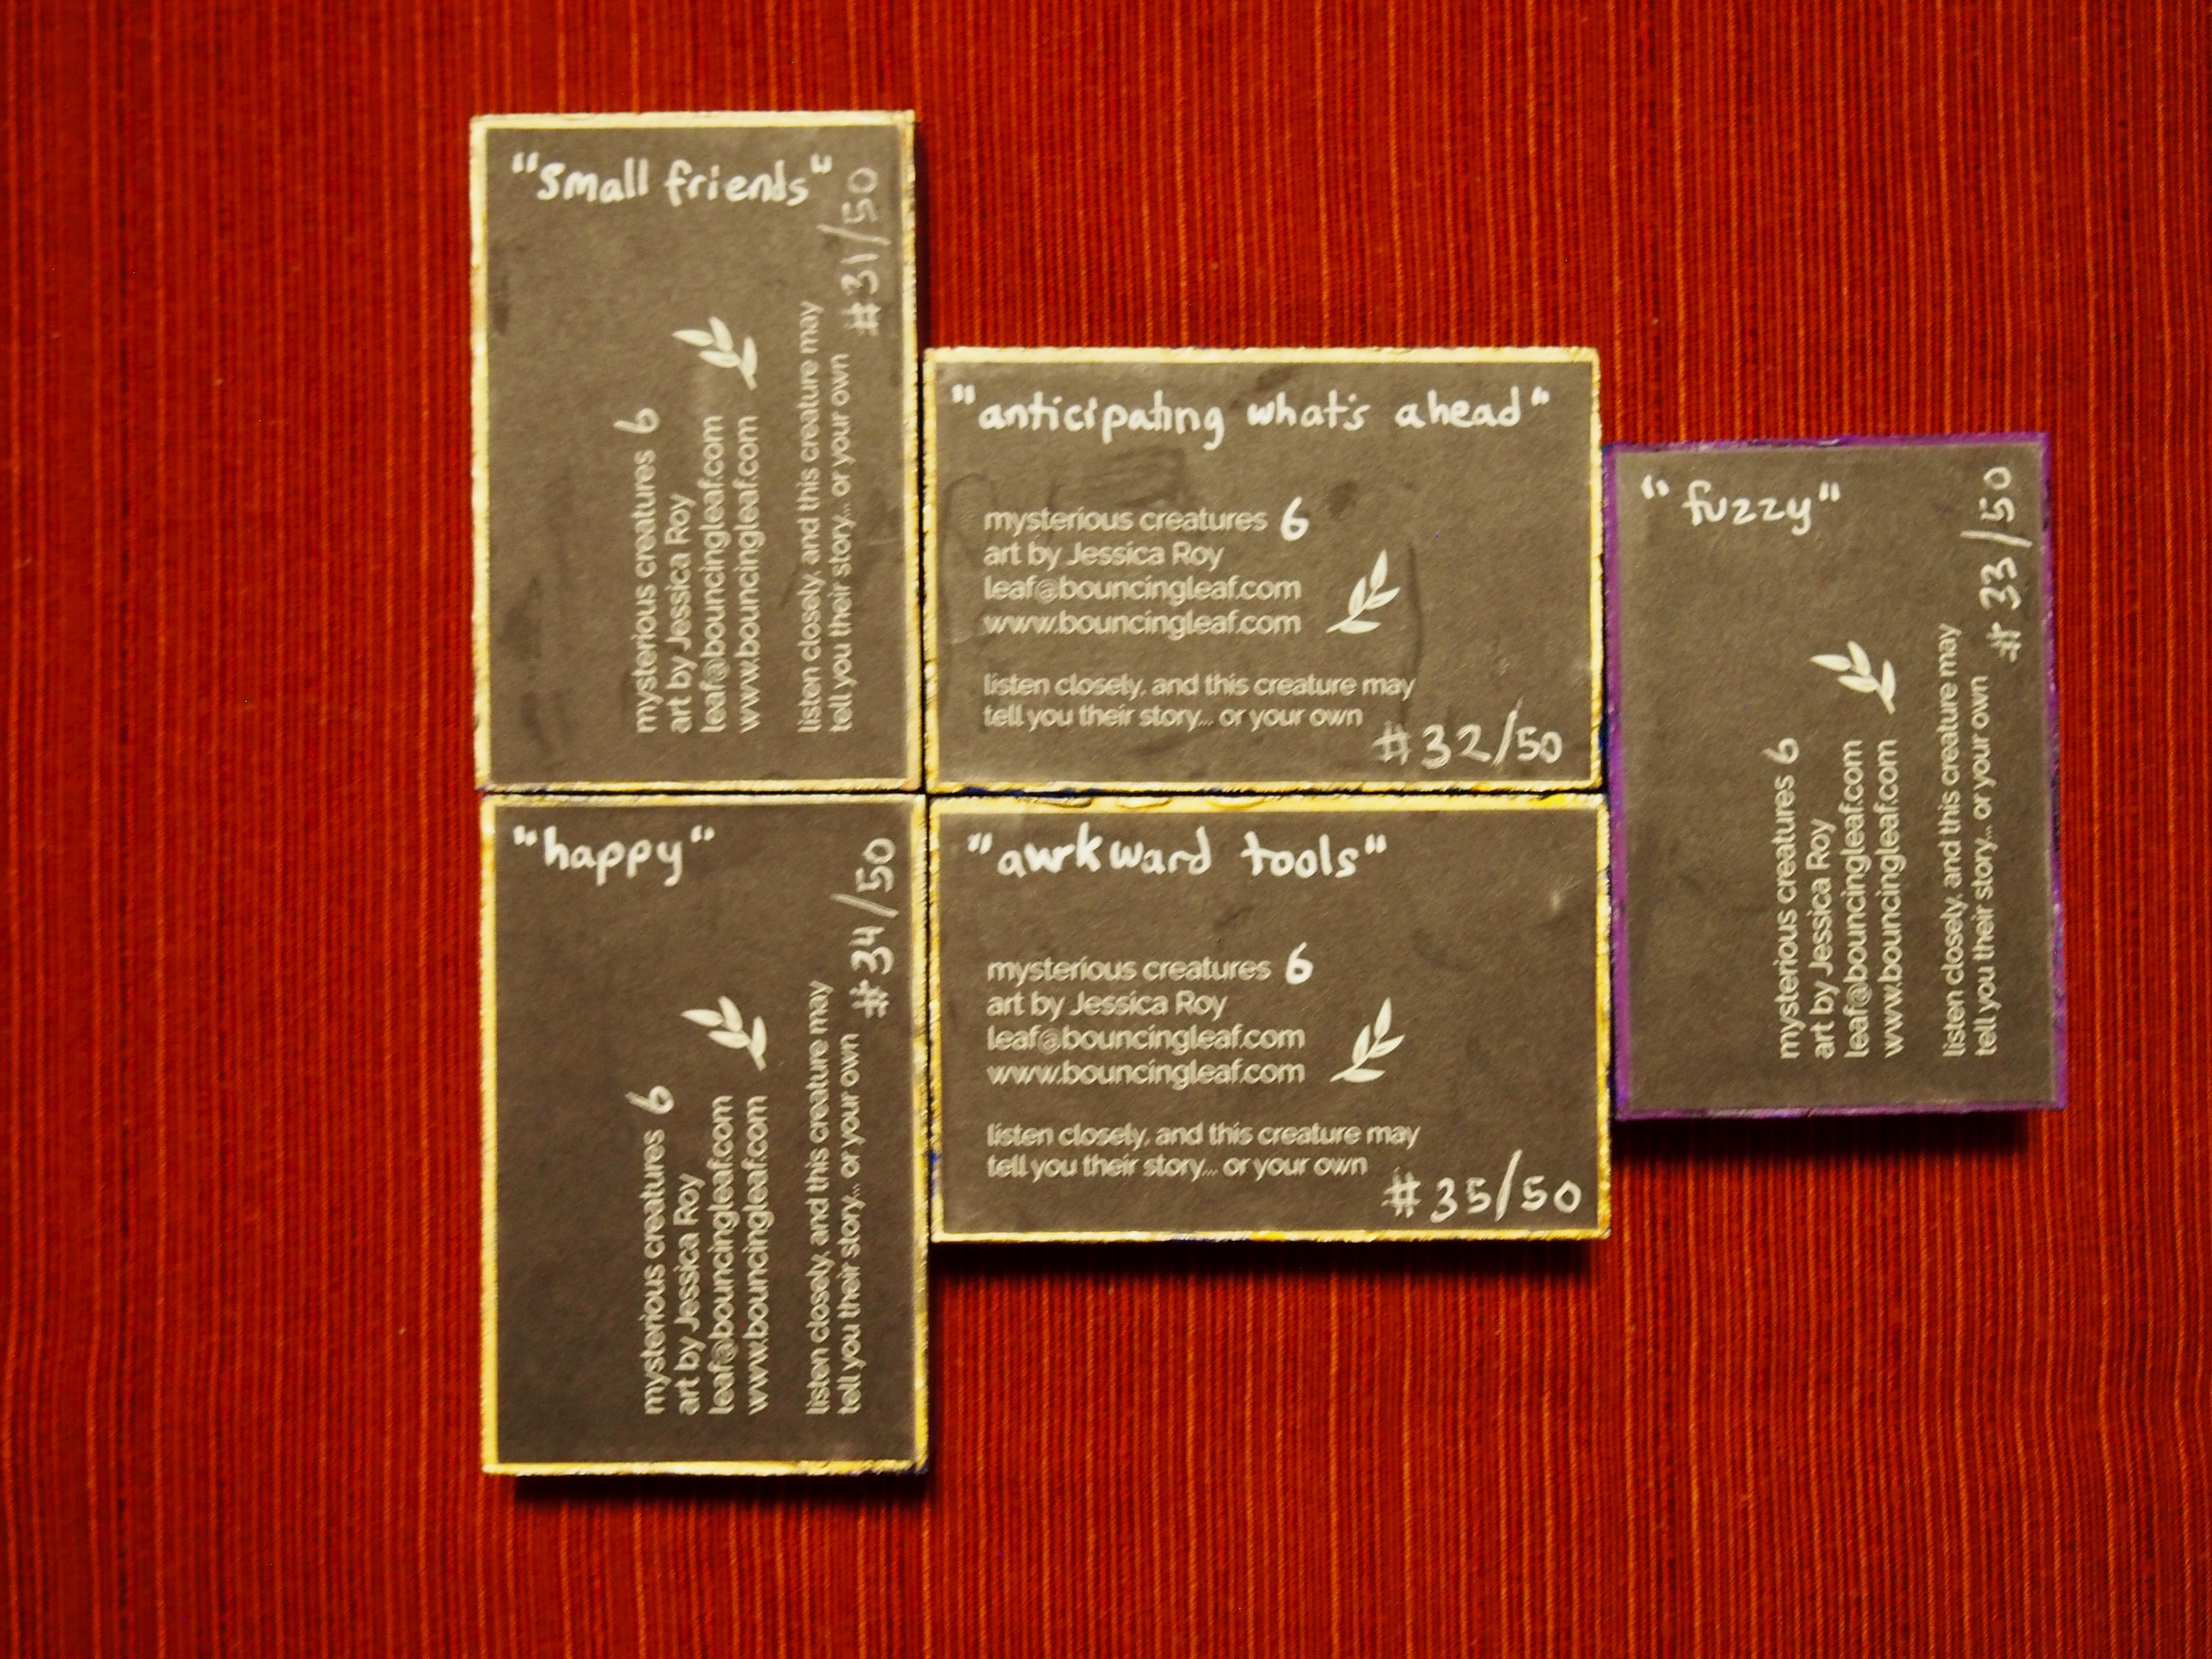 "small friends"
mysterious creatures 6
art by Jessica Roy
leaf@bouncingleaf.com
www.bouncingleaf.com
listen closely, and this creature may
tell you their story... or your own
#31/50
"anticipating what's ahead"
mysterious creatures 6
art by Jessica Roy
leaf@bouncingleaf.com
www.bouncingleaf.com
listen closely, and this creature may
tell you their story... or your own
#32/50
"fuzzy"
mysterious creatures 6
art by Jessica Roy
leaf@bouncingleaf.com
www.bouncingleaf.com
listen closely, and this creature may
tell you their story... or your own
#33/50
"happy"
mysterious creatures 6
art by Jessica Roy
leaf@bouncingleaf.com
www.bouncingleaf.com
listen closely, and this creature may
tell you their story... or your own
#34/50
"awrkward tools"
mysterious creatures 6
art by Jessica Roy
leaf@bouncingleaf.com
www.bouncingleaf.com
listen closely, and this creature may
tell you their story... or your own
#35/50